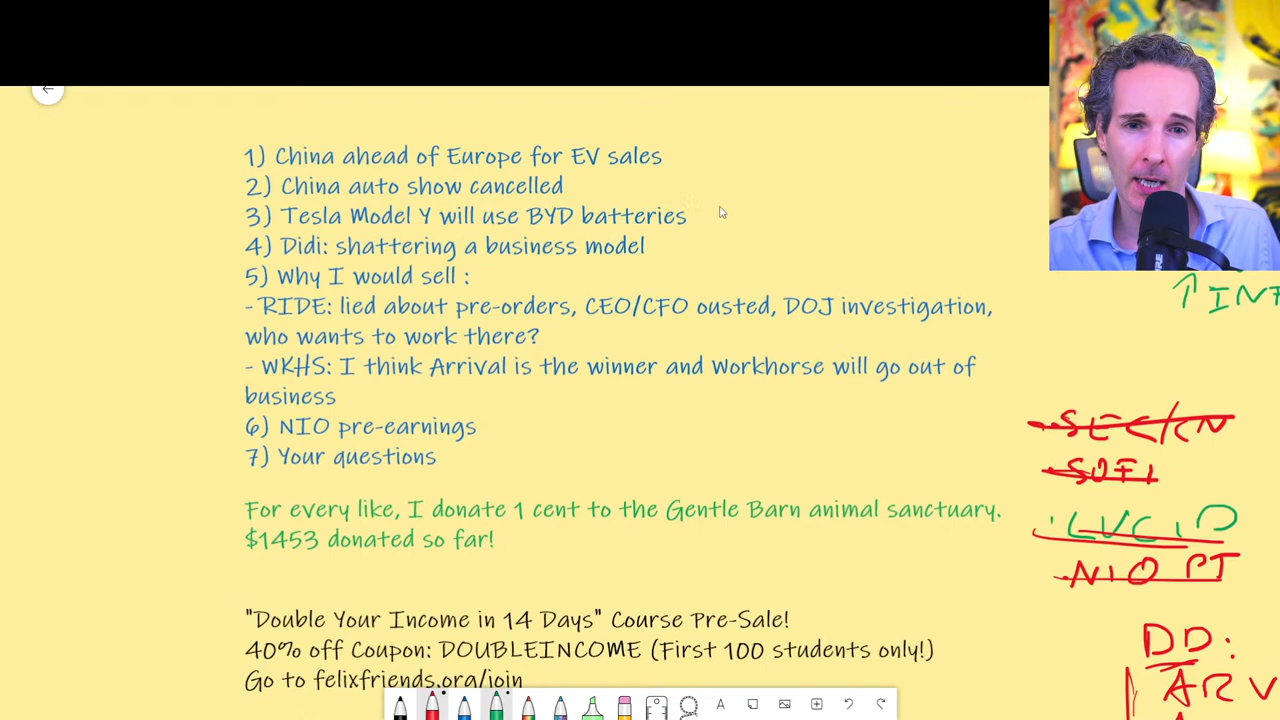 1) China ahead of Europe for EV sales
2) China auto show cancelled
3) Tesla Model Y will use BYD batteries
4) Didi: shattering a business model
5) Why I would sell :
- RIDE: lied about pre-orders, CEO/CFO ousted, DOJ investigation,
who wants to work there?
- WKHS: I think Arrival is the winner and Workhorse will go out of
business
6) NIO pre-earnings
7) Your questions
For every like, I donate 1 cent to the Gentle Barn animal sanctuary.
$1453 donated so far!
"Double Your Income in 14 Days" Course Pre-Sale!
40% off Coupon: DOUBLEINCOME (First 100 students only!)
Go to felixfriends.org/join
SOFI
LUCID
NIO PT
DD:
ARV